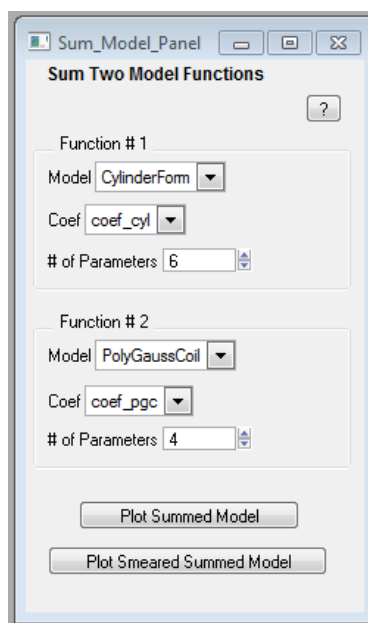 Sum_Model_Panel
Sum Two Model Functions
?
Function # 1
Model CylinderForm
Coef coef_cyl
# of Parameters 6
Function # 2
Model PolyGaussCoil
Coef coef_pgc
# of Parameters 4
Plot Summed Model
Plot Smeared Summed Model